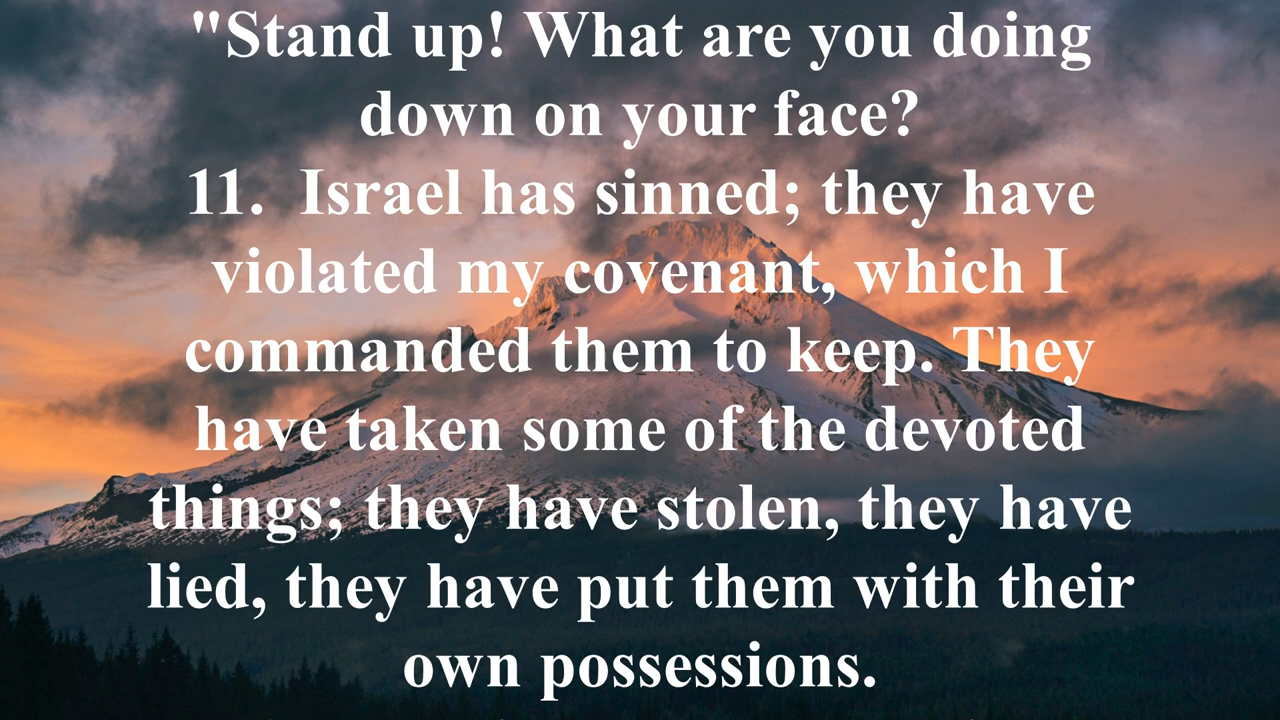 "Stand up! What are you doing
down on your face?
11.  Israel has sinned; they have
violated my covenant, which I
commanded them to keep. They
have taken some of the devoted
things; they have stolen, they have
lied, they have put them with their
own possessions.